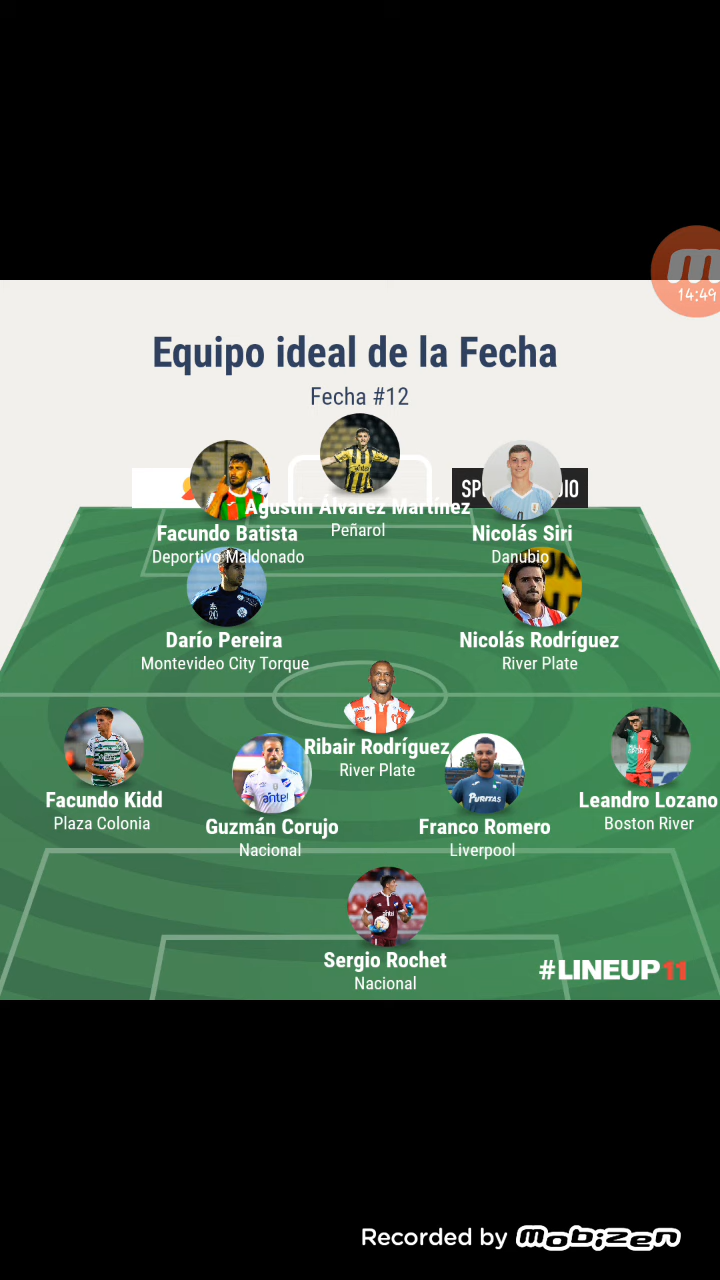 14:49
Equipo ideal de la Fecha
Fecha #12
Agustín Álvarez Martínez
Peñarol
Facundo Batista
Deportivo Maldonado
Nicolás Siri
Danubio
Darío Pereira
Montevideo City Torque
Nicolás Rodríguez
River Plate
Ribair Rodríguez
River Plate
Facundo Kidd
Plaza Colonia
Guzmán Corujo
Nacional
Franco Romero
Liverpool
Leandro Lozano
Boston River
antel
PURITAS
Sergio Rochet
Nacional
#LINEUP11
Recorded by mobizen